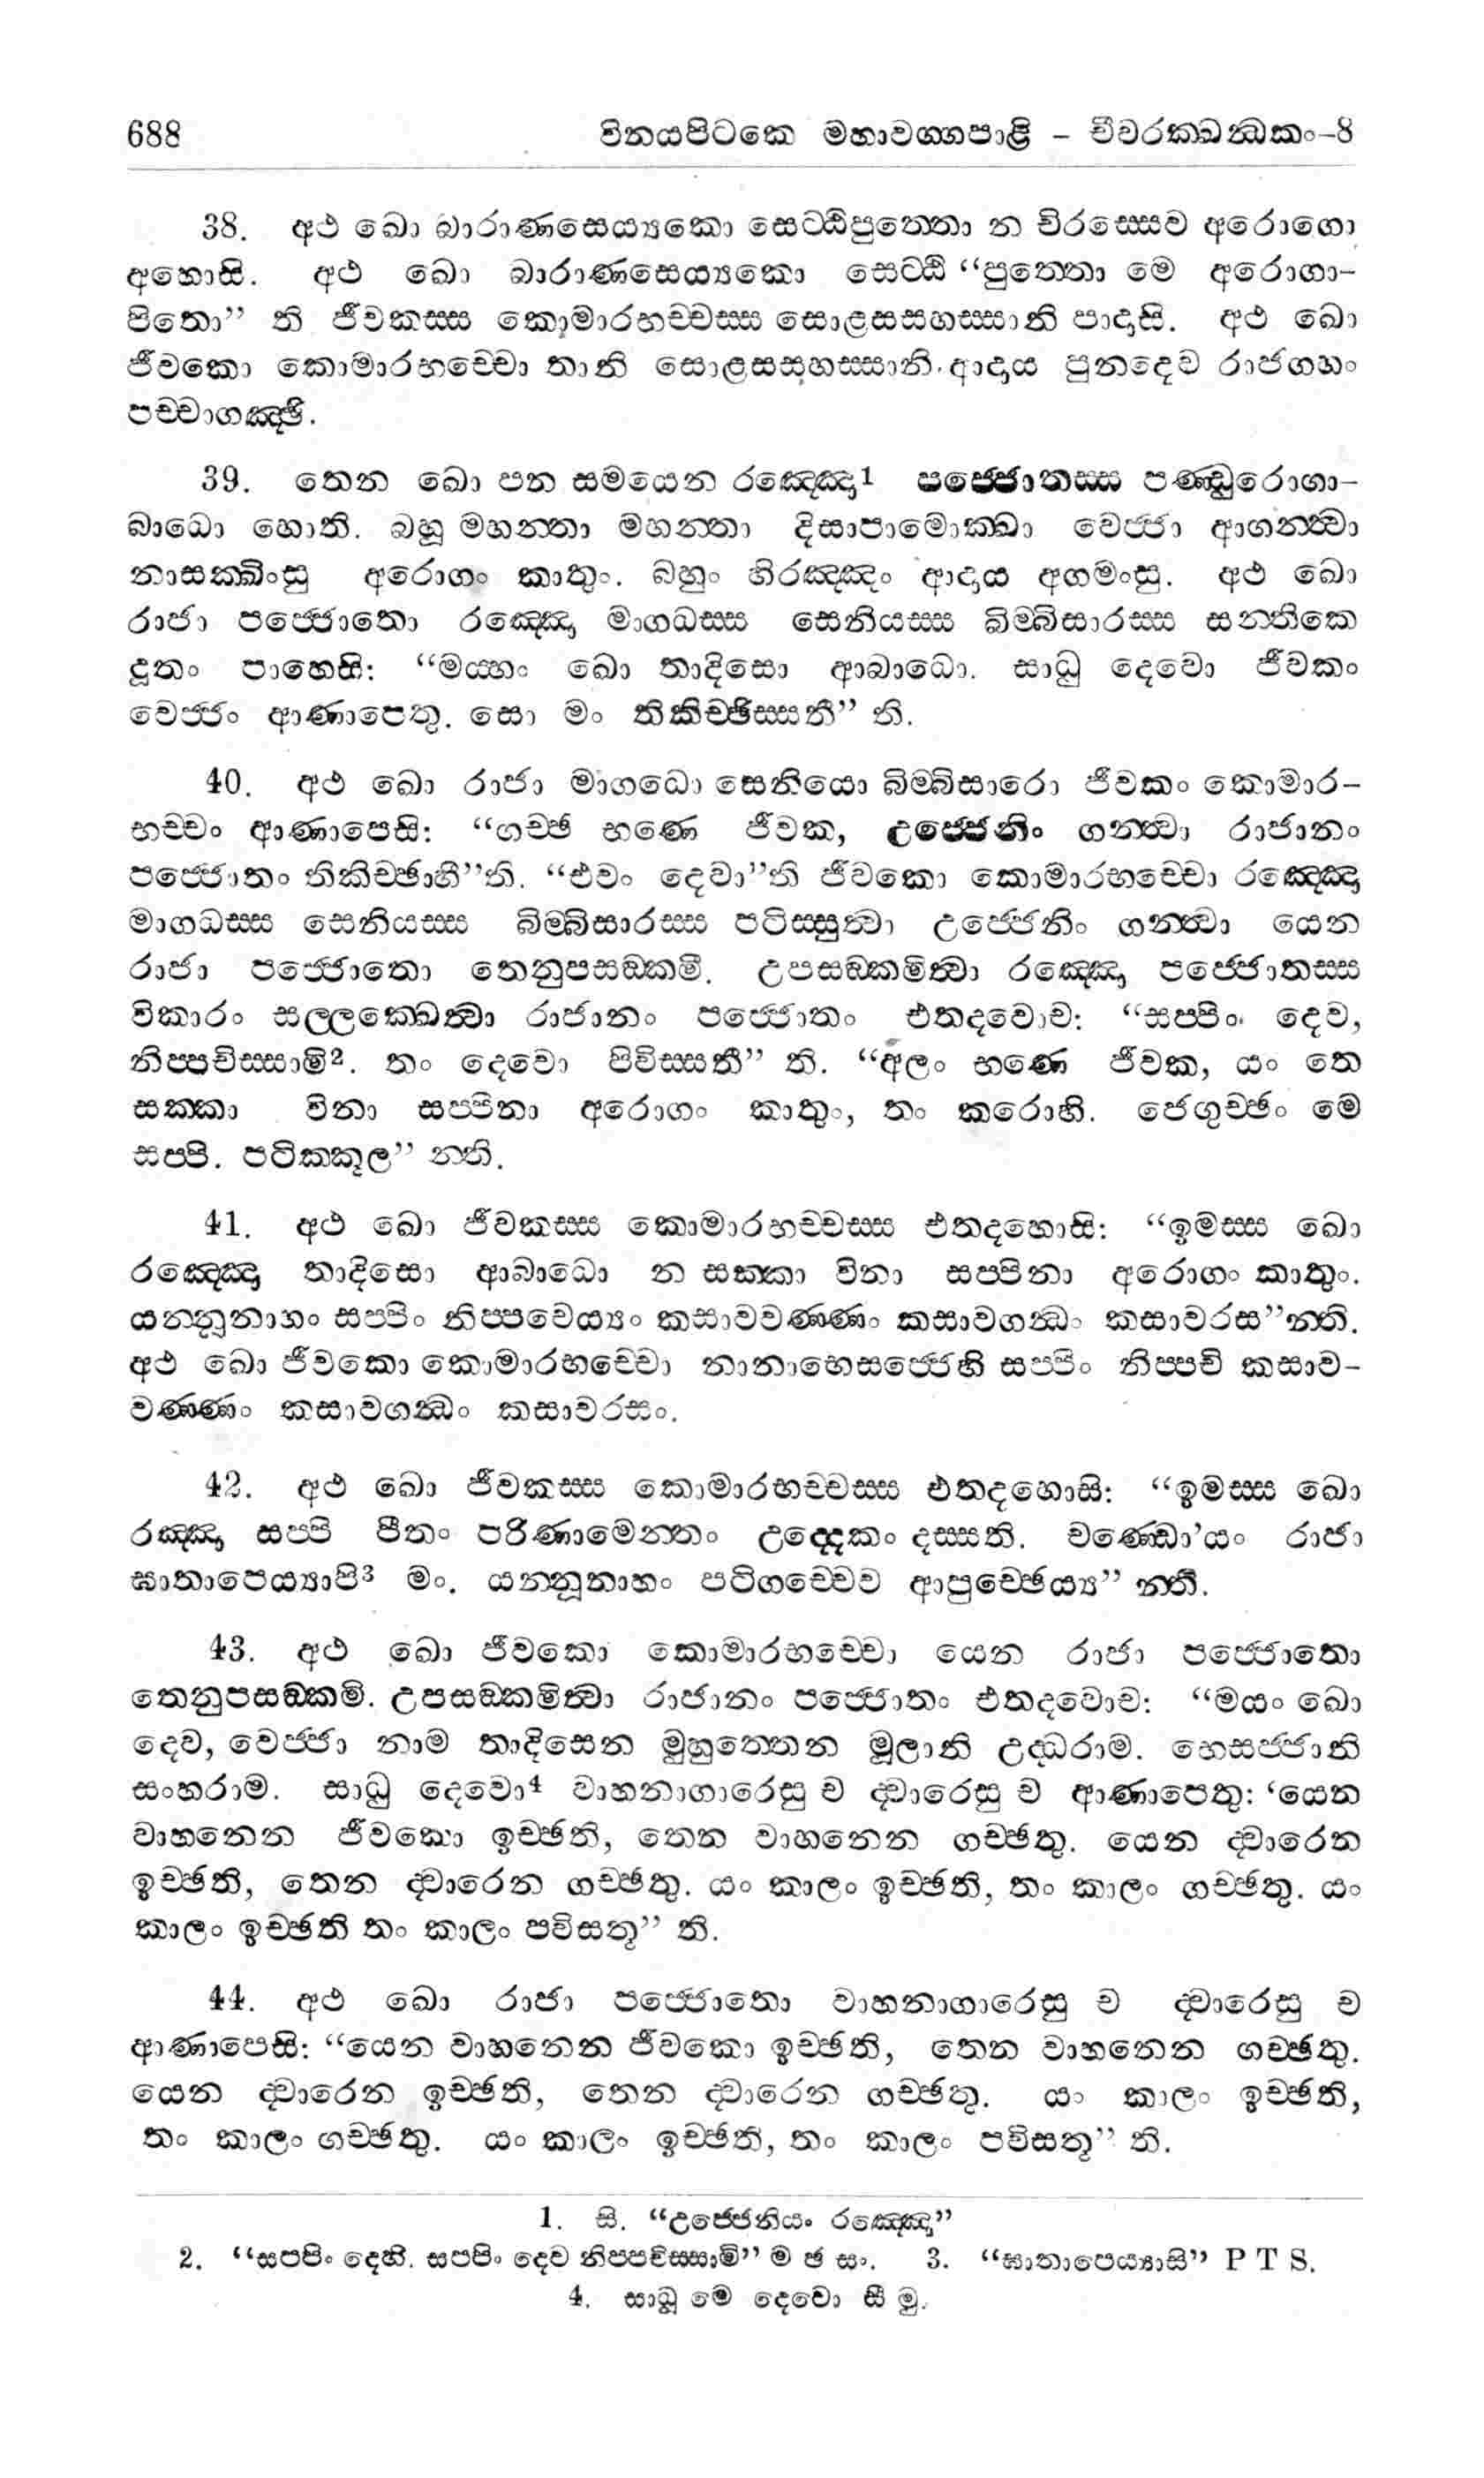 688 විනයපිටකෙ මහාවග්ගපාළි – චීවරක්ඛන්ධකං–8
38. අථ ඛො බාරාණසෙය්‍යකො සෙට්ඨිපුත්තො න චිරස්සෙව අරොගො
අහොසි. අථ ඛො බාරාණසෙය්‍යකො සෙට්ඨි “පුත්තො මෙ අරොගා-
පිතො” ති ජීවකස්ස කොමාරභච්චස්ස සොළසසහස්සානි පාදාසි. අථ ඛො
ජීවකො කොමාරභච්චො තානි සොළසසහස්සානි ආදාය පුනදෙව රාජගහං
පච්චාගඤ්ඡි.
39. තෙන ඛො පන සමයෙන රඤ්ඤො1 පජ්ජොතස්ස පණ්ඩුරොගා-
බාධො හොති. බහූ මහන්තා මහන්තා දිසාපාමොක්ඛා වෙජ්ජා ආගන්ත්‍වා
නාසක්ඛිංසු අරොගං කාතුං. බහුං හිරඤ්ඤං ආදාය අගමංසු. අථ ඛො
රාජා පජ්ජොතො රඤ්ඤො මාගධස්ස සෙනියස්ස බිම්බිසාරස්ස සන්තිකෙ
දූතං පාහෙසි: “මය්හං ඛො තාදිසො ආබාධො. සාධු දෙවො ජීවකං
වෙජ්ජං ආණාපෙතු. සො මං තිකිච්ඡිස්සතී” ති.
40. අථ ඛො රාජා මාගධො සෙනියො බිම්බිසාරො ජීවකං කොමාර-
භච්චං ආණාපෙසි: “ගච්ඡ භණෙ ජීවක, උජ්ජෙනිං ගන්ත්‍වා රාජානං
පජ්ජොතං තිකිච්ඡාහී”ති. “එවං දෙවා”ති ජීවකො කොමාරභච්චො රඤ්ඤො
මාගධස්ස සෙනියස්ස බිම්බිසාරස්ස පටිස්සුත්‍වා උජ්ජෙනිං ගන්ත්‍වා යෙන
රාජා පජ්ජොතො තෙනුපසඞ්කමි. උපසඞ්කමිත්‍වා රඤ්ඤො පජ්ජොතස්ස
විකාරං සල්ලක්ඛෙත්‍වා රාජානං පජ්ජොතං එතදවොච: “සප්පිං දෙව,
නිප්පචිස්සාමි2. තං දෙවො පිවිස්සතී” ති. “අලං භණෙ ජීවක, යං තෙ
සක්කා විනා සප්පිනා අරොගං කාතුං, තං කරොහි. ජෙගුච්ඡං මෙ
සප්පි. පටික්කූල” න්ති.
41. අථ ඛො ජීවකස්ස කොමාරභච්චස්ස එතදහොසි: “ඉමස්ස ඛො
රඤ්ඤො තාදිසො ආබාධො න සක්කා විනා සප්පිනා අරොගං කාතුං.
යන්නූනාහං සප්පිං නිප්පචෙය්‍යං කසාවවණ්ණං කසාවගන්ධං කසාවරස”න්ති.
අථ ඛො ජීවකො කොමාරභච්චො නානාභෙසජ්ජෙහි සප්පිං නිප්පචි කසාව-
වණ්ණං කසාවගන්ධං කසාවරසං.
42. අථ ඛො ජීවකස්ස කොමාරභච්චස්ස එතදහොසි: “ඉමස්ස ඛො
රඤ්ඤා සප්පි පීතං පරිණාමෙන්තං උද්දෙකං දස්සති. චණ්ඩො’යං රාජා
ඝාතාපෙය්‍යාපි3 මං. යන්නූනාහං පටිගච්චෙව ආපුච්ඡෙය්‍ය” න්ති.
43. අථ ඛො ජීවකො කොමාරභච්චො යෙන රාජා පජ්ජොතො
තෙනුපසඞ්කමි. උපසඞ්කමිත්‍වා රාජානං පජ්ජොතං එතදවොච: “මයං ඛො
දෙව, වෙජ්ජා නාම තාදිසෙන මුහුත්තෙන මූලානි උද්ධරාම. භෙසජ්ජානි
සංහරාම. සාධු දෙවො4 වාහනාගාරෙසු ච ද්වාරෙසු ච ආණාපෙතු: ‘යෙන
වාහනෙන ජීවකො ඉච්ඡති, තෙන වාහනෙන ගච්ඡතු. යෙන ද්වාරෙන
ඉච්ඡති, තෙන ද්වාරෙන ගච්ඡතු. යං කාලං ඉච්ඡති, තං කාලං ගච්ඡතු. යං
කාලං ඉච්ඡති තං කාලං පවිසතූ” ති.
44. අථ ඛො රාජා පජ්ජොතො වාහනාගාරෙසු ච ද්වාරෙසු ච
ආණාපෙසි: “යෙන වාහනෙන ජීවකො ඉච්ඡති, තෙන වාහනෙන ගච්ඡතු.
යෙන ද්වාරෙන ඉච්ඡති, තෙන ද්වාරෙන ගච්ඡතු. යං කාලං ඉච්ඡති,
තං කාලං ගච්ඡතු. යං කාලං ඉච්ඡති, තං කාලං පවිසතූ” ති.
1. සි. “උජ්ජෙනියං රඤ්ඤො”
2. “සප්පිං දෙහි. සප්පිං දෙව නිප්පචිස්සාමි” ම ඡ සං. 3. “ඝාතාපෙය්‍යාසි” P T S.
4. සාධු මෙ දෙවො සී මු.